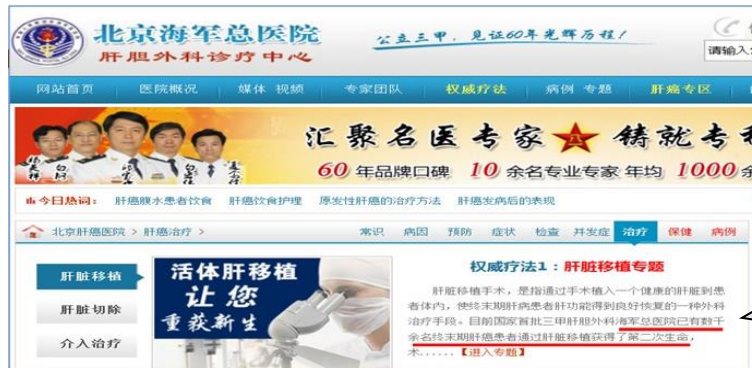 北京海军总医院
肝胆外科诊疗中心
公立三甲，见证60年光辉历程！
请输入
网站首页 医院概况 媒体 视频 专家团队 权威疗法 病例 专题 肝癌专区
汇聚名医专家 铸就专
60 年品牌口碑 10 余名专业专家 年均 1000 余
今日热词： 肝癌腹水患者饮食 肝癌饮食护理 原发性肝癌的治疗方法 肝癌发病后的表现
北京肝癌医院 > 肝癌治疗 > 常识 病因 预防 症状 检查 并发症 治疗 保健 病例
肝脏移植
肝脏切除
介入治疗
活体肝移植
让您
重获新生
权威疗法1：肝脏移植专题
肝脏移植手术，是指通过手术植入一个健康的肝脏到患
者体内，使终末期肝病患者肝功能得到良好恢复的一种外科
治疗手段。目前国家首批三甲肝胆外科海军总医院已有数千
余名终末期肝癌患者通过肝脏移植获得了第二次生命，
术......【进入专题】